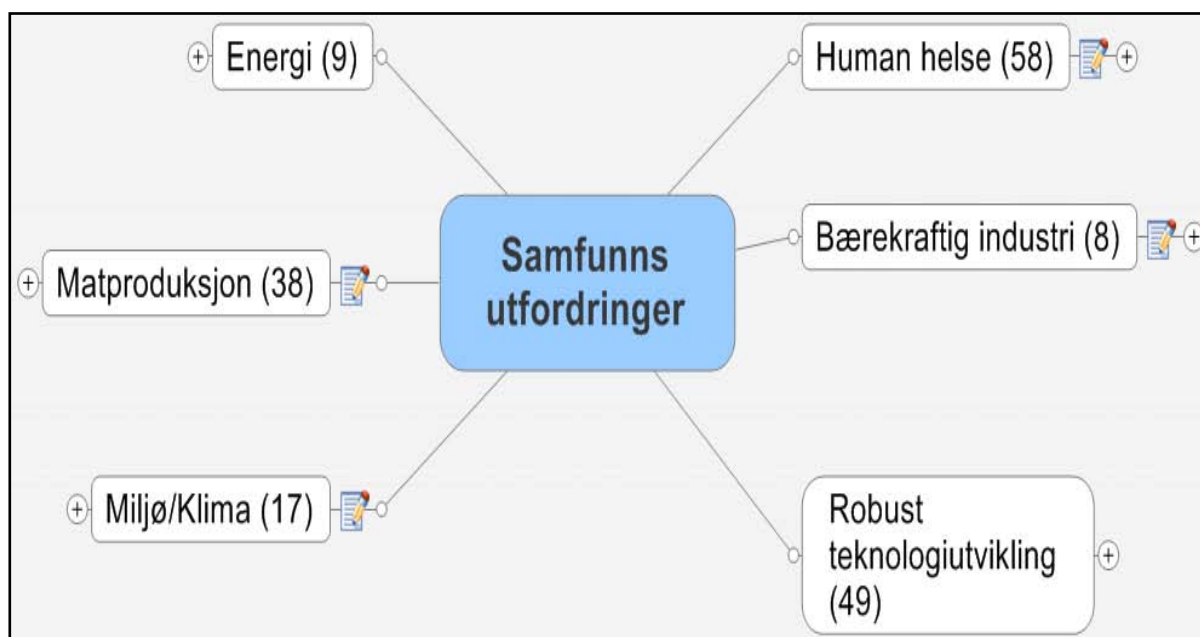 Energi (9)
Human helse (58)
Samfunns
utfordringer
Bærekraftig industri (8)
Matproduksjon (38)
Miljø/Klima (17)
Robust
teknologiutvikling
(49)